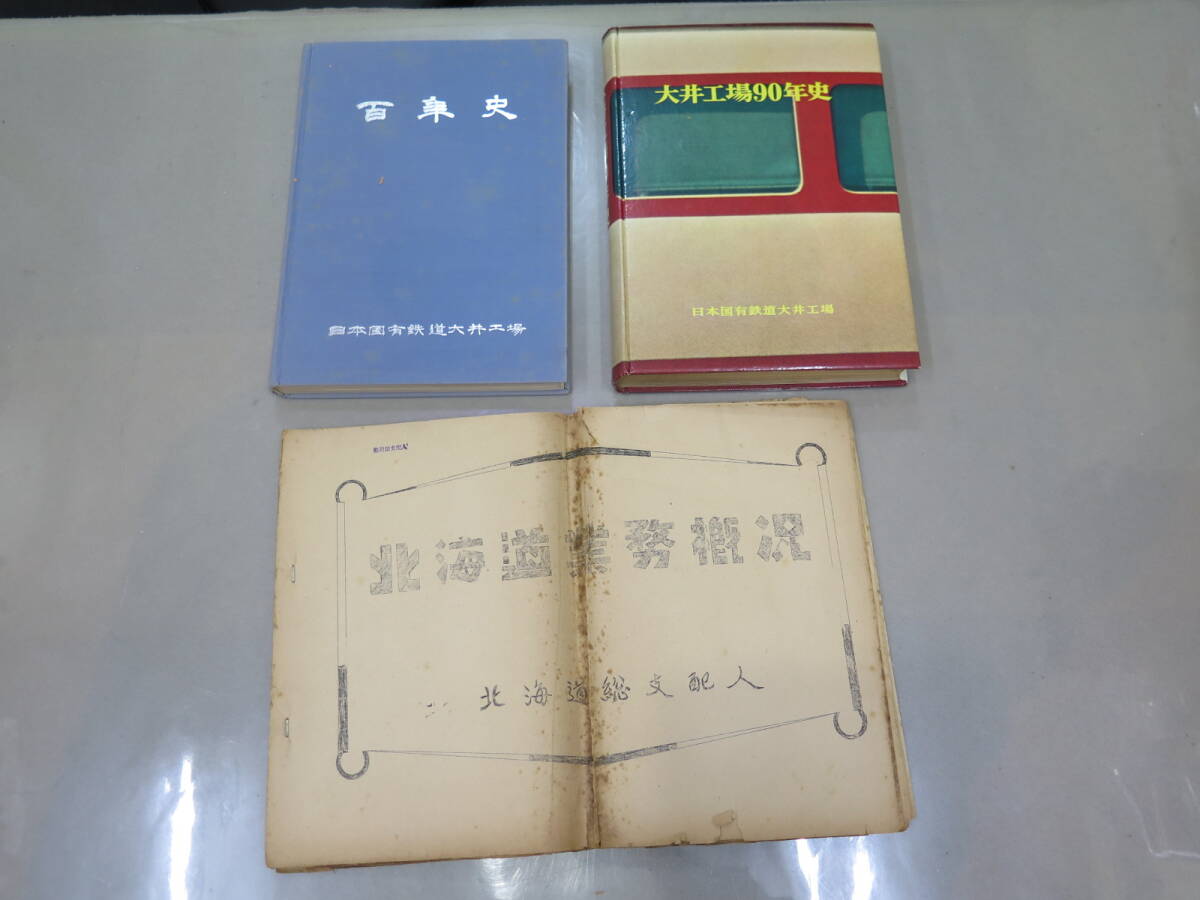 百年史
日本国有鉄道大井工場
大井工場90年史
日本国有鉄道大井工場
北海道業務概況
北海道総支配人